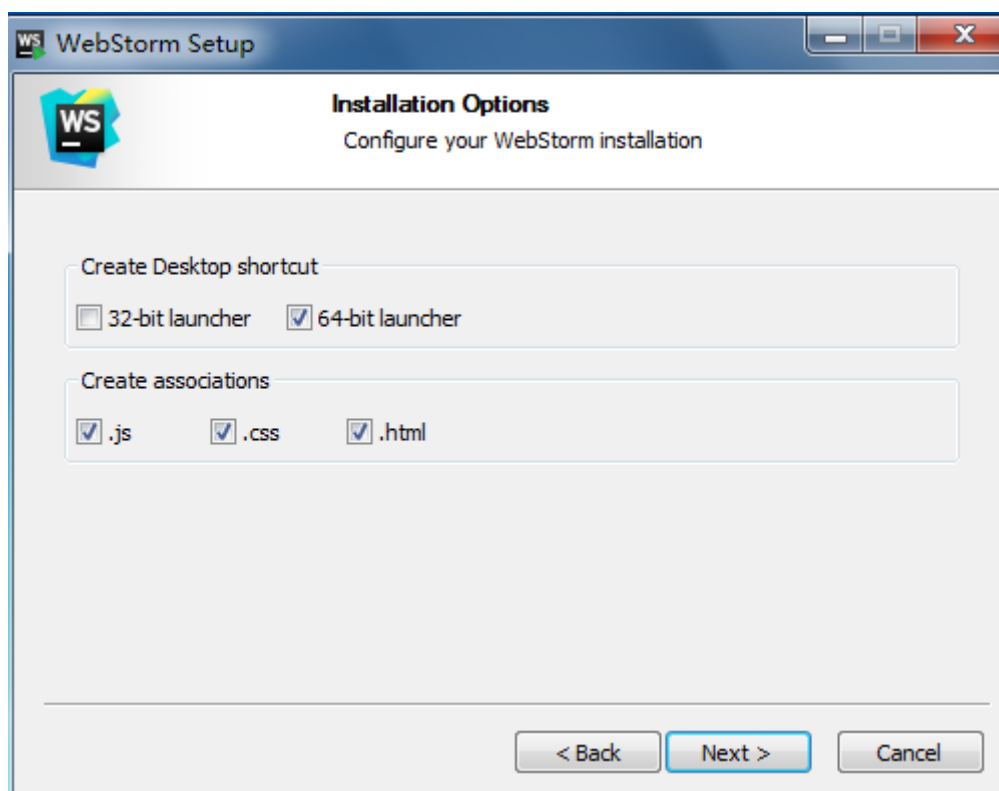 WS WebStorm Setup
WS
Installation Options
Configure your WebStorm installation
Create Desktop shortcut
32-bit launcher 64-bit launcher
Create associations
.js .css .html
< Back Next > Cancel